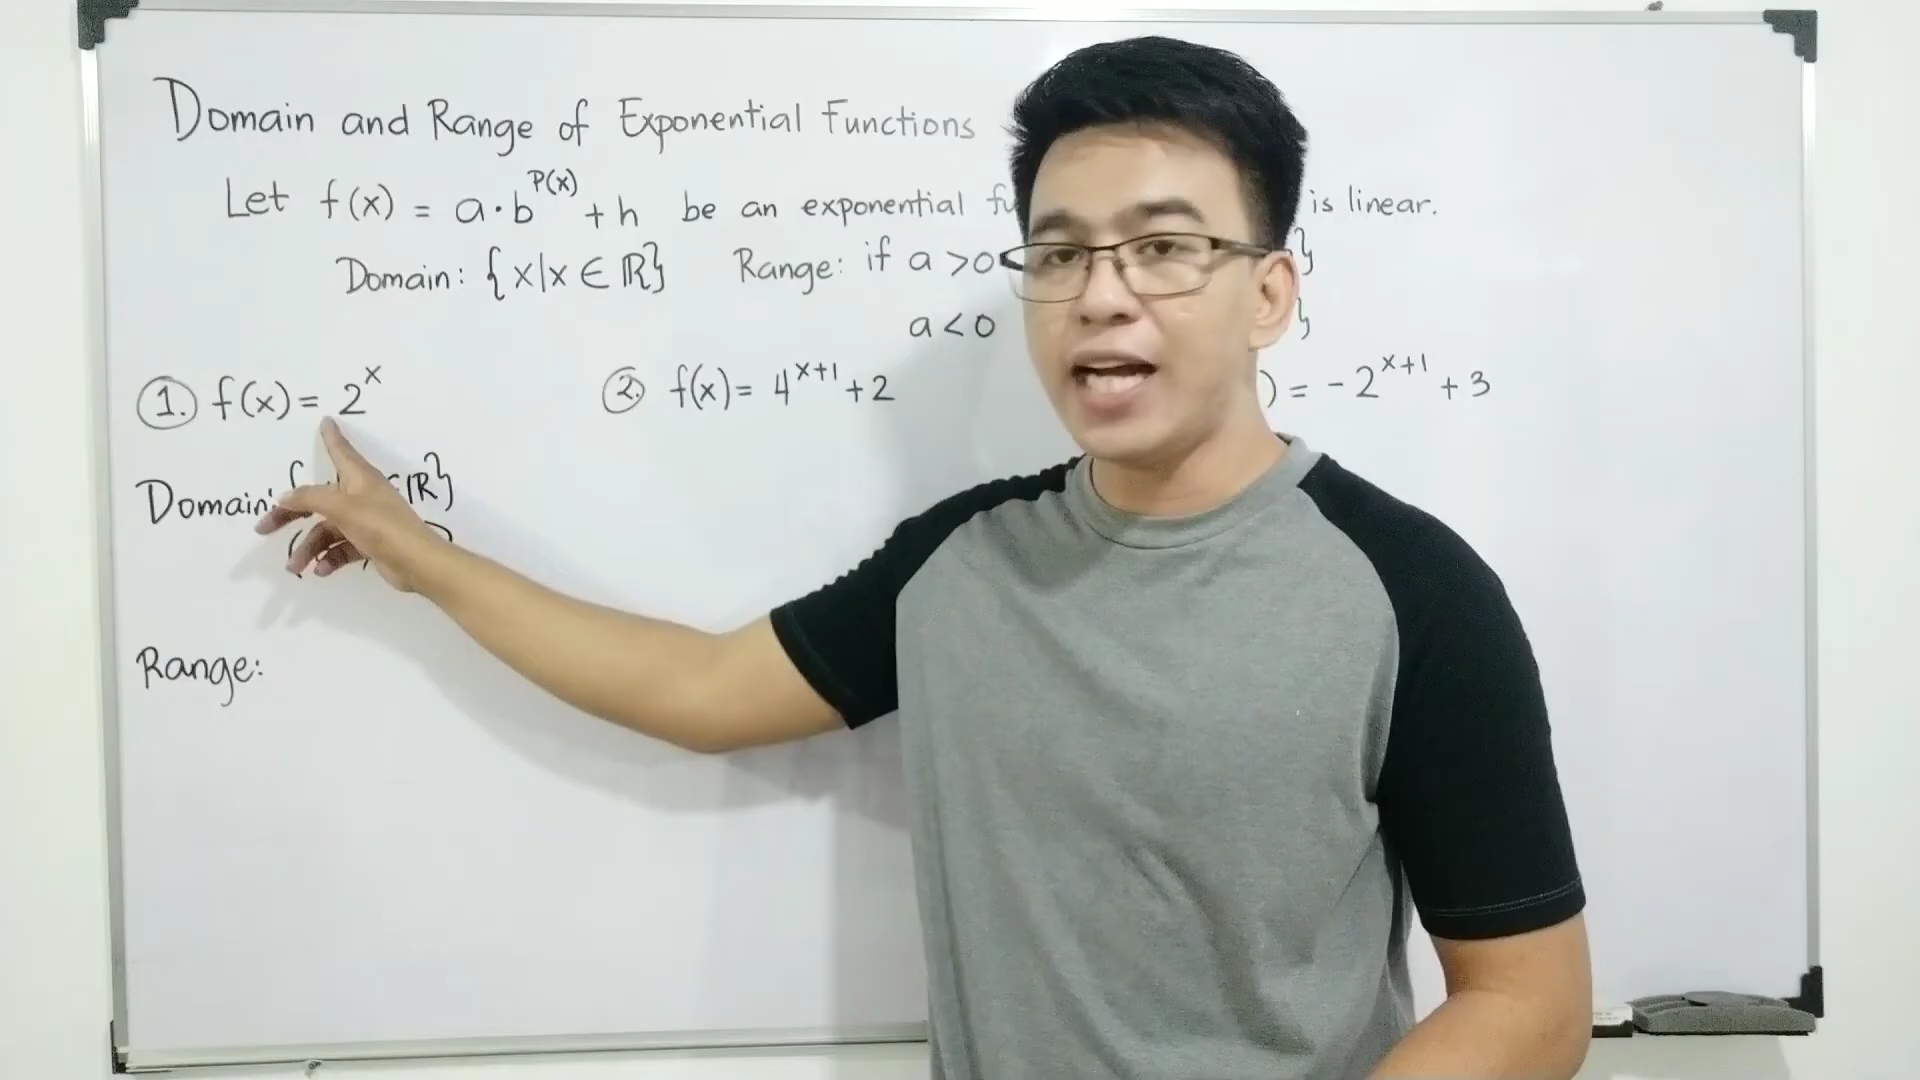 Domain and Range of Exponential Functions
Let f(x) = a·b^P(x) + h be an exponential is linear.
Domain: {x|x ∈ ℝ} Range: if a >0 }
a<0 }
1. f(x) = 2^x 2. f(x) = 4^x+1 + 2 ) = -2^x+1 + 3
Domain: { ℝ}
Range: